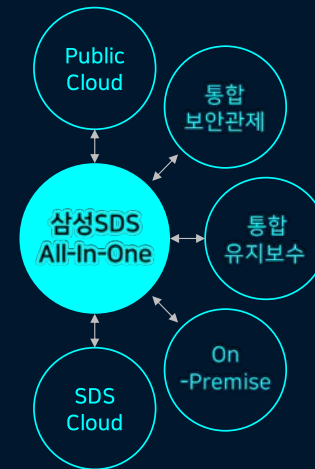 Public
Cloud
통합
보안관제
삼성SDS
All-In-One
통합
유지보수
On
-Premise
SDS
Cloud